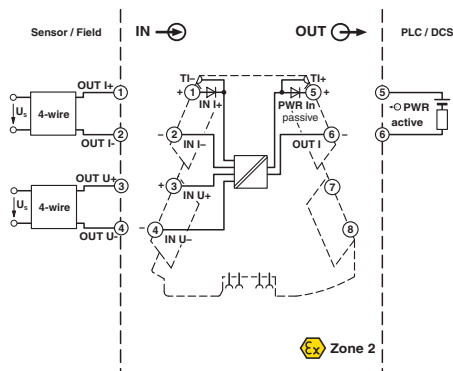 Sensor / Field
IN
OUT
PLC / DCS
TI–
TI+
OUT I+
1
+
1
IN I+
PWR In
passive
5
+
5
PWR
active
Us
4-wire
2
OUT I-
–
2
IN I–
OUT I
6
–
6
OUT U+
3
+
3
IN U+
7
Us
4-wire
4
OUT U-
–
4
IN U–
8
Ex
Zone 2